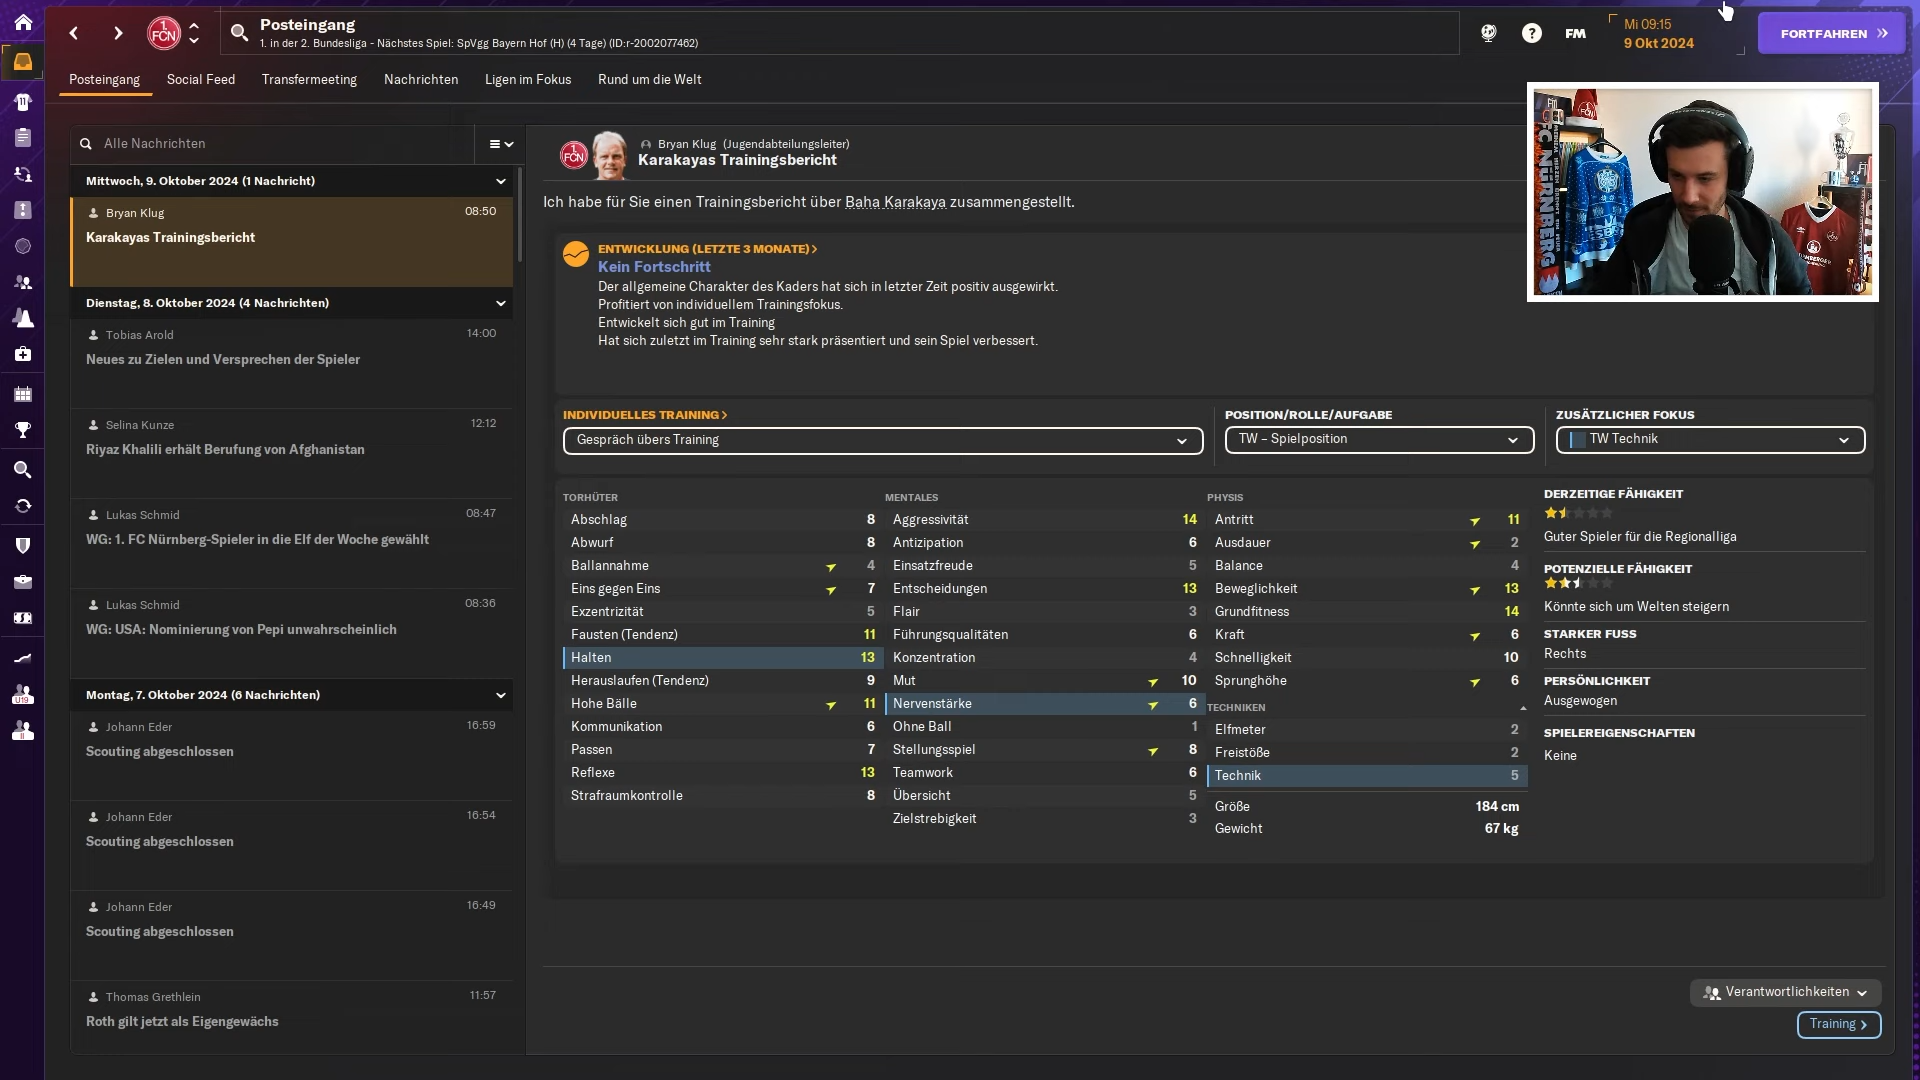 Posteingang
1. in der 2. Bundesliga - Nächstes Spiel: SpVgg Bayern Hof (H) (4 Tage) (ID:r-2002077462)
FM
Mi 09:15
9 Okt 2024
FORTFAHREN
Posteingang
Social Feed
Transfermeeting
Nachrichten
Ligen im Fokus
Rund um die Welt
Alle Nachrichten
Mittwoch, 9. Oktober 2024 (1 Nachricht)
Bryan Klug 08:50
Karakayas Trainingsbericht
Dienstag, 8. Oktober 2024 (4 Nachrichten)
Tobias Arold 14:00
Neues zu Zielen und Versprechen der Spieler
Selina Kunze 12:12
Riyaz Khalili erhält Berufung von Afghanistan
Lukas Schmid 08:47
WG: 1. FC Nürnberg-Spieler in die Elf der Woche gewählt
Lukas Schmid 08:36
WG: USA: Nominierung von Pepi unwahrscheinlich
Montag, 7. Oktober 2024 (6 Nachrichten)
Johann Eder 16:59
Scouting abgeschlossen
Johann Eder 16:54
Scouting abgeschlossen
Johann Eder 16:49
Scouting abgeschlossen
Thomas Grethlein 11:57
Roth gilt jetzt als Eigengewächs
Bryan Klug (Jugendabteilungsleiter)
Karakayas Trainingsbericht
Ich habe für Sie einen Trainingsbericht über Baha Karakaya zusammengestellt.
ENTWICKLUNG (LETZTE 3 MONATE)
Kein Fortschritt
Der allgemeine Charakter des Kaders hat sich in letzter Zeit positiv ausgewirkt.
Profitiert von individuellem Trainingsfokus.
Entwickelt sich gut im Training
Hat sich zuletzt im Training sehr stark präsentiert und sein Spiel verbessert.
INDIVIDUELLES TRAINING
Gespräch übers Training
POSITION/ROLLE/AUFGABE
TW – Spielposition
ZUSÄTZLICHER FOKUS
TW Technik
TORHÜTER
Abschlag 8
Abwurf 8
Ballannahme 4
Eins gegen Eins 7
Exzentrizität 5
Fausten (Tendenz) 11
Halten 13
Herauslaufen (Tendenz) 9
Hohe Bälle 11
Kommunikation 6
Passen 7
Reflexe 13
Strafraumkontrolle 8
MENTALES
Aggressivität 14
Antizipation 6
Einsatzfreude 5
Entscheidungen 13
Flair 3
Führungsqualitäten 6
Konzentration 4
Mut 10
Nervenstärke 6
Ohne Ball 1
Stellungsspiel 8
Teamwork 6
Übersicht 5
Zielstrebigkeit 3
PHYSIS
Antritt 11
Ausdauer 2
Balance 4
Beweglichkeit 13
Grundfitness 14
Kraft 6
Schnelligkeit 10
Sprunghöhe 6
TECHNIKEN
Elfmeter 2
Freistöße 2
Technik 5
Größe 184 cm
Gewicht 67 kg
DERZEITIGE FÄHIGKEIT
Guter Spieler für die Regionalliga
POTENZIELLE FÄHIGKEIT
Könnte sich um Welten steigern
STARKER FUSS
Rechts
PERSÖNLICHKEIT
Ausgewogen
SPIELEREIGENSCHAFTEN
Keine
Verantwortlichkeiten
Training
U19
II
11
1. FCN
1. FCN
FC NÜRNBERG